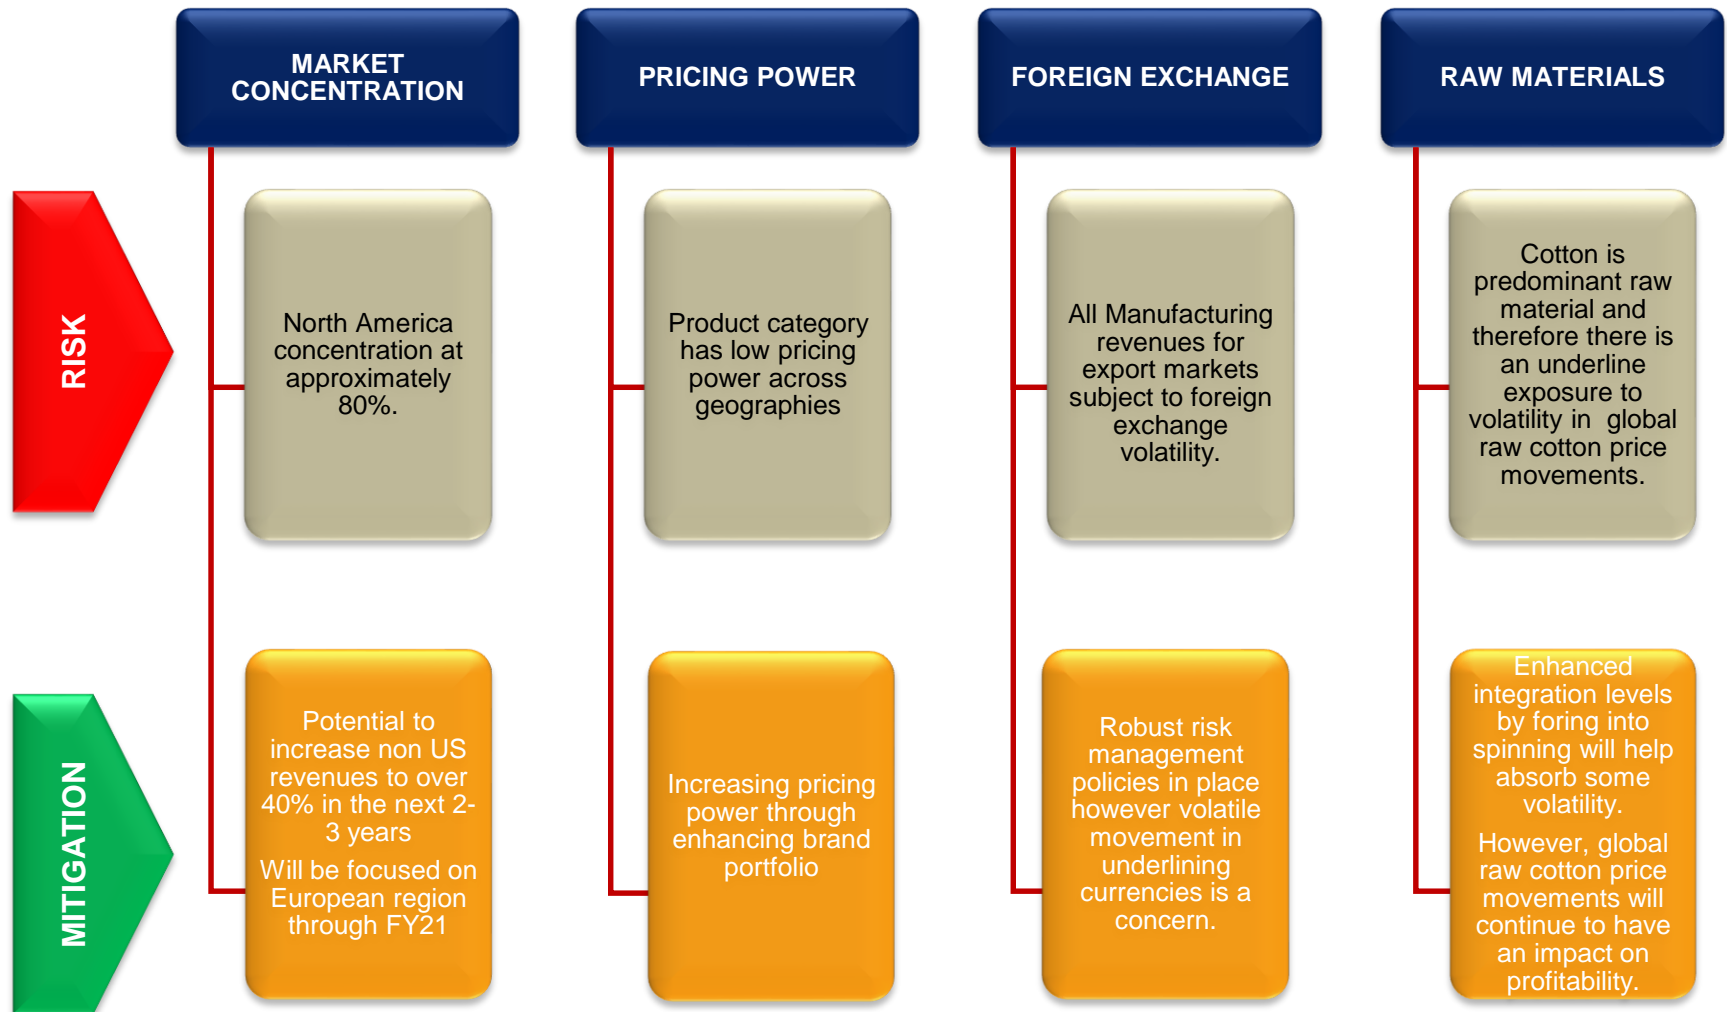 MARKET
CONCENTRATION
PRICING POWER
FOREIGN EXCHANGE
RAW MATERIALS
RISK
North America
concentration at
approximately
80%.
Product category
has low pricing
power across
geographies
All Manufacturing
revenues for
export markets
subject to foreign
exchange
volatility.
Cotton is
predominant raw
material and
therefore there is
an underline
exposure to
volatility in global
raw cotton price
movements.
MITIGATION
Potential to
increase non US
revenues to over
40% in the next 2-
3 years
Will be focused on
European region
through FY21
Increasing pricing
power through
enhancing brand
portfolio
Robust risk
management
policies in place
however volatile
movement in
underlining
currencies is a
concern.
Enhanced
integration levels
by foring into
spinning will help
absorb some
volatility.
However, global
raw cotton price
movements will
continue to have
an impact on
profitability.